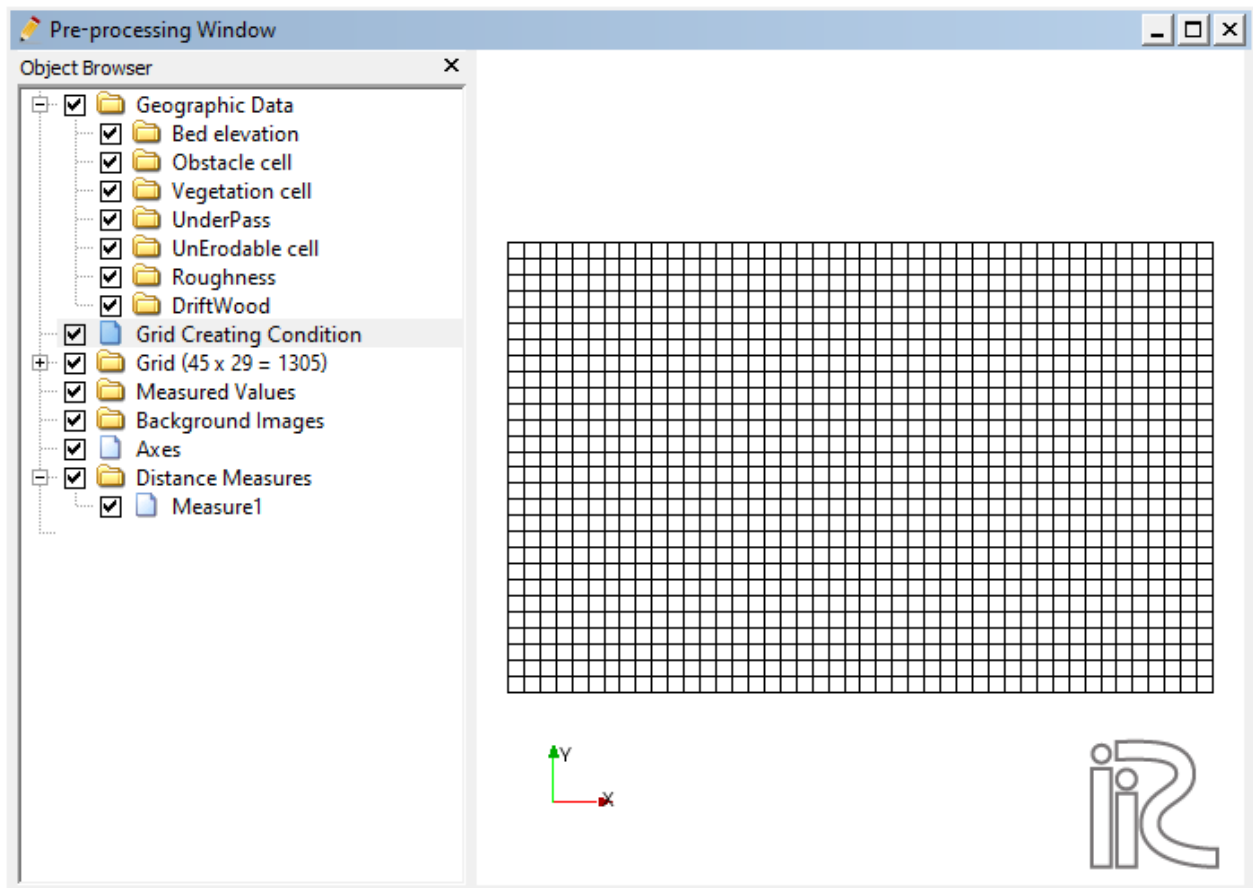 Pre-processing Window
Object Browser
Geographic Data
Bed elevation
Obstacle cell
Vegetation cell
UnderPass
UnErodable cell
Roughness
DriftWood
Grid Creating Condition
Grid (45 x 29 = 1305)
Measured Values
Background Images
Axes
Distance Measures
Measure1
Y
X
iRIC